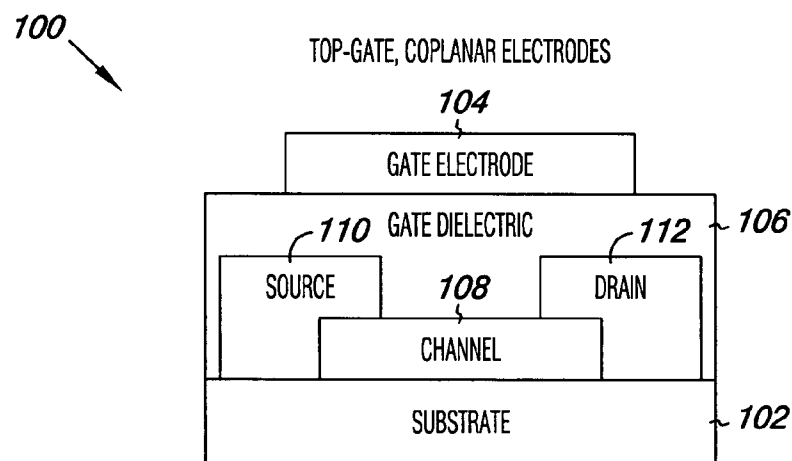 100
TOP-GATE, COPLANAR ELECTRODES
104
GATE ELECTRODE
GATE DIELECTRIC
106
110
112
SOURCE
108
DRAIN
CHANNEL
SUBSTRATE
102